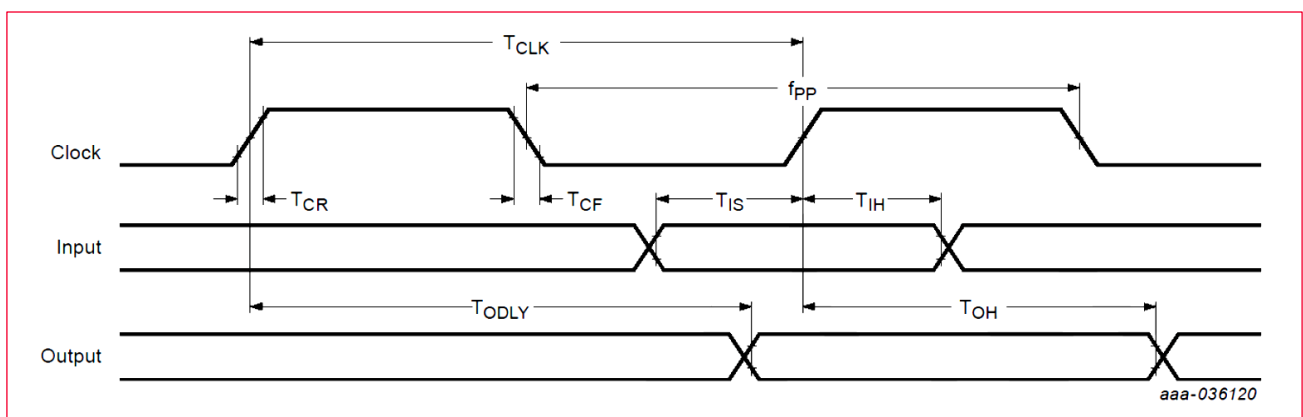 TCLK
fPP
Clock
TCR
TCF
TIS
TIH
Input
TODLY
TOH
Output
aaa-036120